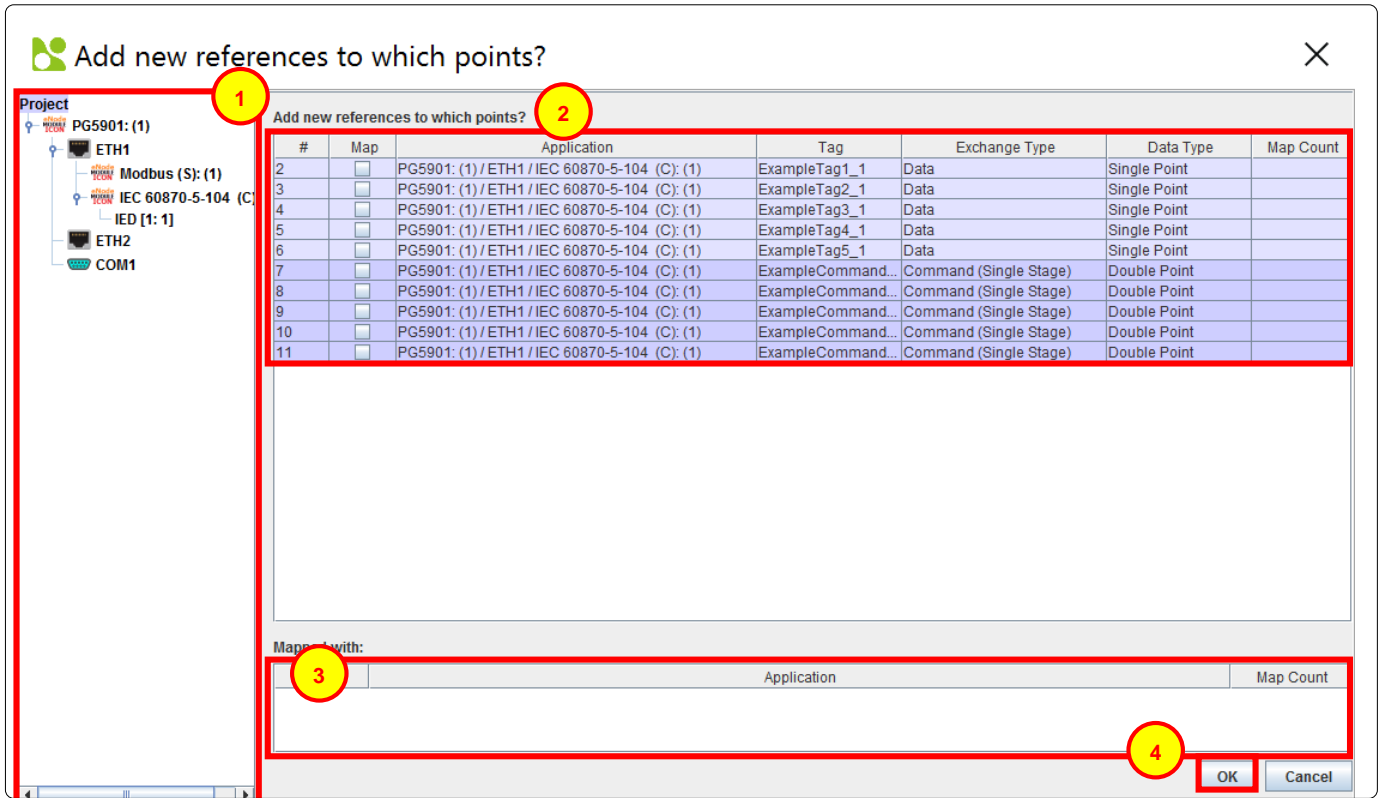 Add new references to which points?
1
Project
PG5901: (1)
ETH1
Modbus (S): (1)
IEC 60870-5-104 (C)
IED [1: 1]
ETH2
COM1
Add new references to which points?
2
# Map Application Tag Exchange Type Data Type Map Count
2 PG5901: (1) / ETH1 / IEC 60870-5-104 (C): (1) ExampleTag1_1 Data Single Point
3 PG5901: (1) / ETH1 / IEC 60870-5-104 (C): (1) ExampleTag2_1 Data Single Point
4 PG5901: (1) / ETH1 / IEC 60870-5-104 (C): (1) ExampleTag3_1 Data Single Point
5 PG5901: (1) / ETH1 / IEC 60870-5-104 (C): (1) ExampleTag4_1 Data Single Point
6 PG5901: (1) / ETH1 / IEC 60870-5-104 (C): (1) ExampleTag5_1 Data Single Point
7 PG5901: (1) / ETH1 / IEC 60870-5-104 (C): (1) ExampleCommand... Command (Single Stage) Double Point
8 PG5901: (1) / ETH1 / IEC 60870-5-104 (C): (1) ExampleCommand... Command (Single Stage) Double Point
9 PG5901: (1) / ETH1 / IEC 60870-5-104 (C): (1) ExampleCommand... Command (Single Stage) Double Point
10 PG5901: (1) / ETH1 / IEC 60870-5-104 (C): (1) ExampleCommand... Command (Single Stage) Double Point
11 PG5901: (1) / ETH1 / IEC 60870-5-104 (C): (1) ExampleCommand... Command (Single Stage) Double Point
with:
3
Application Map Count
4
OK Cancel